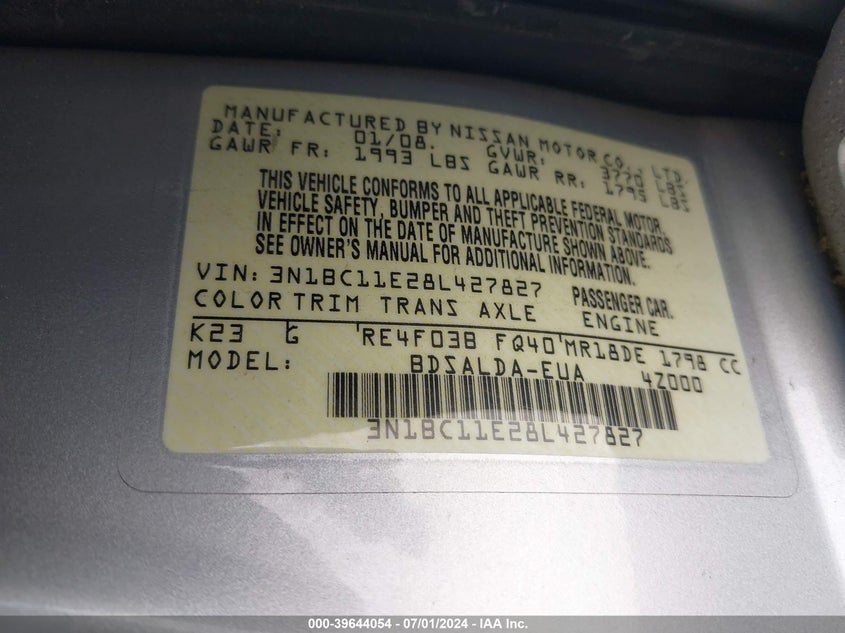 MANUFACTURED BY NISSAN MOTOR CO., LTD.
DATE: 01/08. GVWR: 3770 LBS
GAWR FR: 1993 LBS GAWR RR: 1795 LBS
THIS VEHICLE CONFORMS TO ALL APPLICABLE FEDERAL MOTOR
VEHICLE SAFETY, BUMPER AND THEFT PREVENTION STANDARDS
IN EFFECT ON THE DATE OF MANUFACTURE SHOWN ABOVE.
SEE OWNER'S MANUAL FOR ADDITIONAL INFORMATION.
VIN: 3N1BC11E28L427827 PASSENGER CAR.
COLOR TRIM TRANS AXLE ENGINE
K23 G RE4F03B FQ40 MR18DE 1798 CC
MODEL: BDSALDA-EUA 4Z000
3N1BC11E28L427827
000-39644054 - 07/01/2024 - IAA Inc.